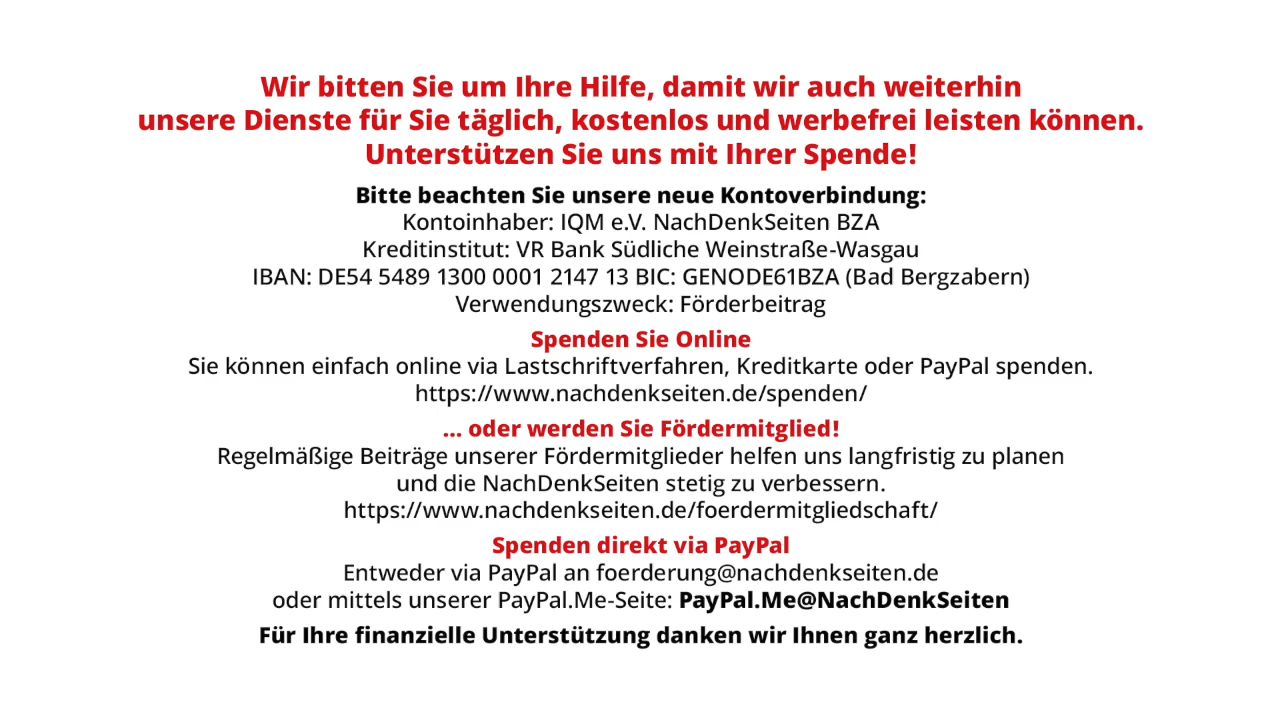 Wir bitten Sie um Ihre Hilfe, damit wir auch weiterhin
unsere Dienste für Sie täglich, kostenlos und werbefrei leisten können.
Unterstützen Sie uns mit Ihrer Spende!
Bitte beachten Sie unsere neue Kontoverbindung:
Kontoinhaber: IQM e.V. NachDenkSeiten BZA
Kreditinstitut: VR Bank Südliche Weinstraße-Wasgau
IBAN: DE54 5489 1300 0001 2147 13 BIC: GENODE61BZA (Bad Bergzabern)
Verwendungszweck: Förderbeitrag
Spenden Sie Online
Sie können einfach online via Lastschriftverfahren, Kreditkarte oder PayPal spenden.
https://www.nachdenkseiten.de/spenden/
... oder werden Sie Fördermitglied!
Regelmäßige Beiträge unserer Fördermitglieder helfen uns langfristig zu planen
und die NachDenkSeiten stetig zu verbessern.
https://www.nachdenkseiten.de/foerdermitgliedschaft/
Spenden direkt via PayPal
Entweder via PayPal an foerderung@nachdenkseiten.de
oder mittels unserer PayPal.Me-Seite: PayPal.Me@NachDenkSeiten
Für Ihre finanzielle Unterstützung danken wir Ihnen ganz herzlich.